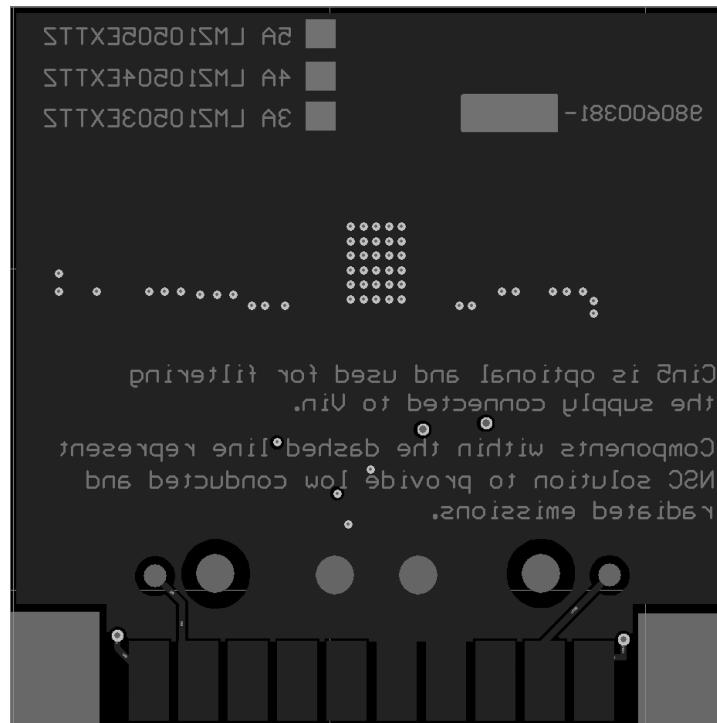 5A LMZ10505EXTTZ
4A LMZ10504EXTTZ
3A LMZ10503EXTTZ
980600381-
Cin5 is optional and used for filtering
the supply connected to Vin.
Components within the dashed line represent
NSC solution to provide low conducted and
radiated emissions.